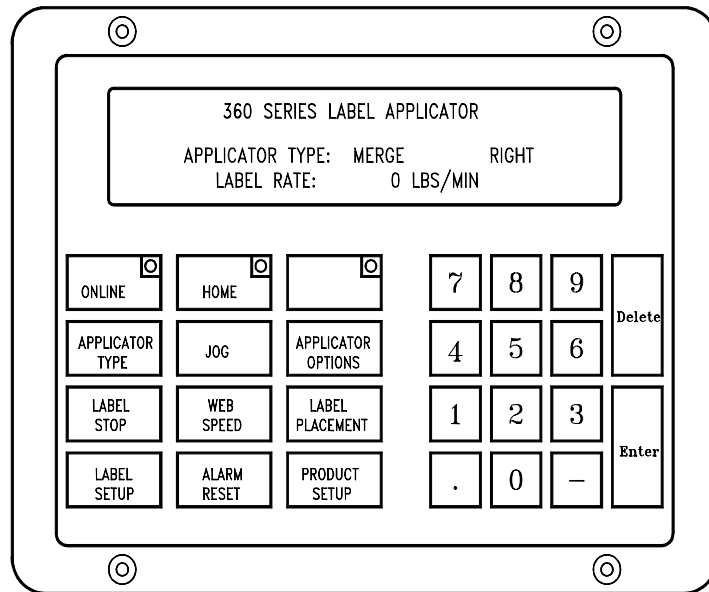 360 SERIES LABEL APPLICATOR
APPLICATOR TYPE: MERGE RIGHT
LABEL RATE: 0 LBS/MIN
ONLINE
HOME
7 8 9
Delete
APPLICATOR
TYPE
JOG
APPLICATOR
OPTIONS
4 5 6
LABEL
STOP
WEB
SPEED
LABEL
PLACEMENT
1 2 3
Enter
LABEL
SETUP
ALARM
RESET
PRODUCT
SETUP
. 0 –